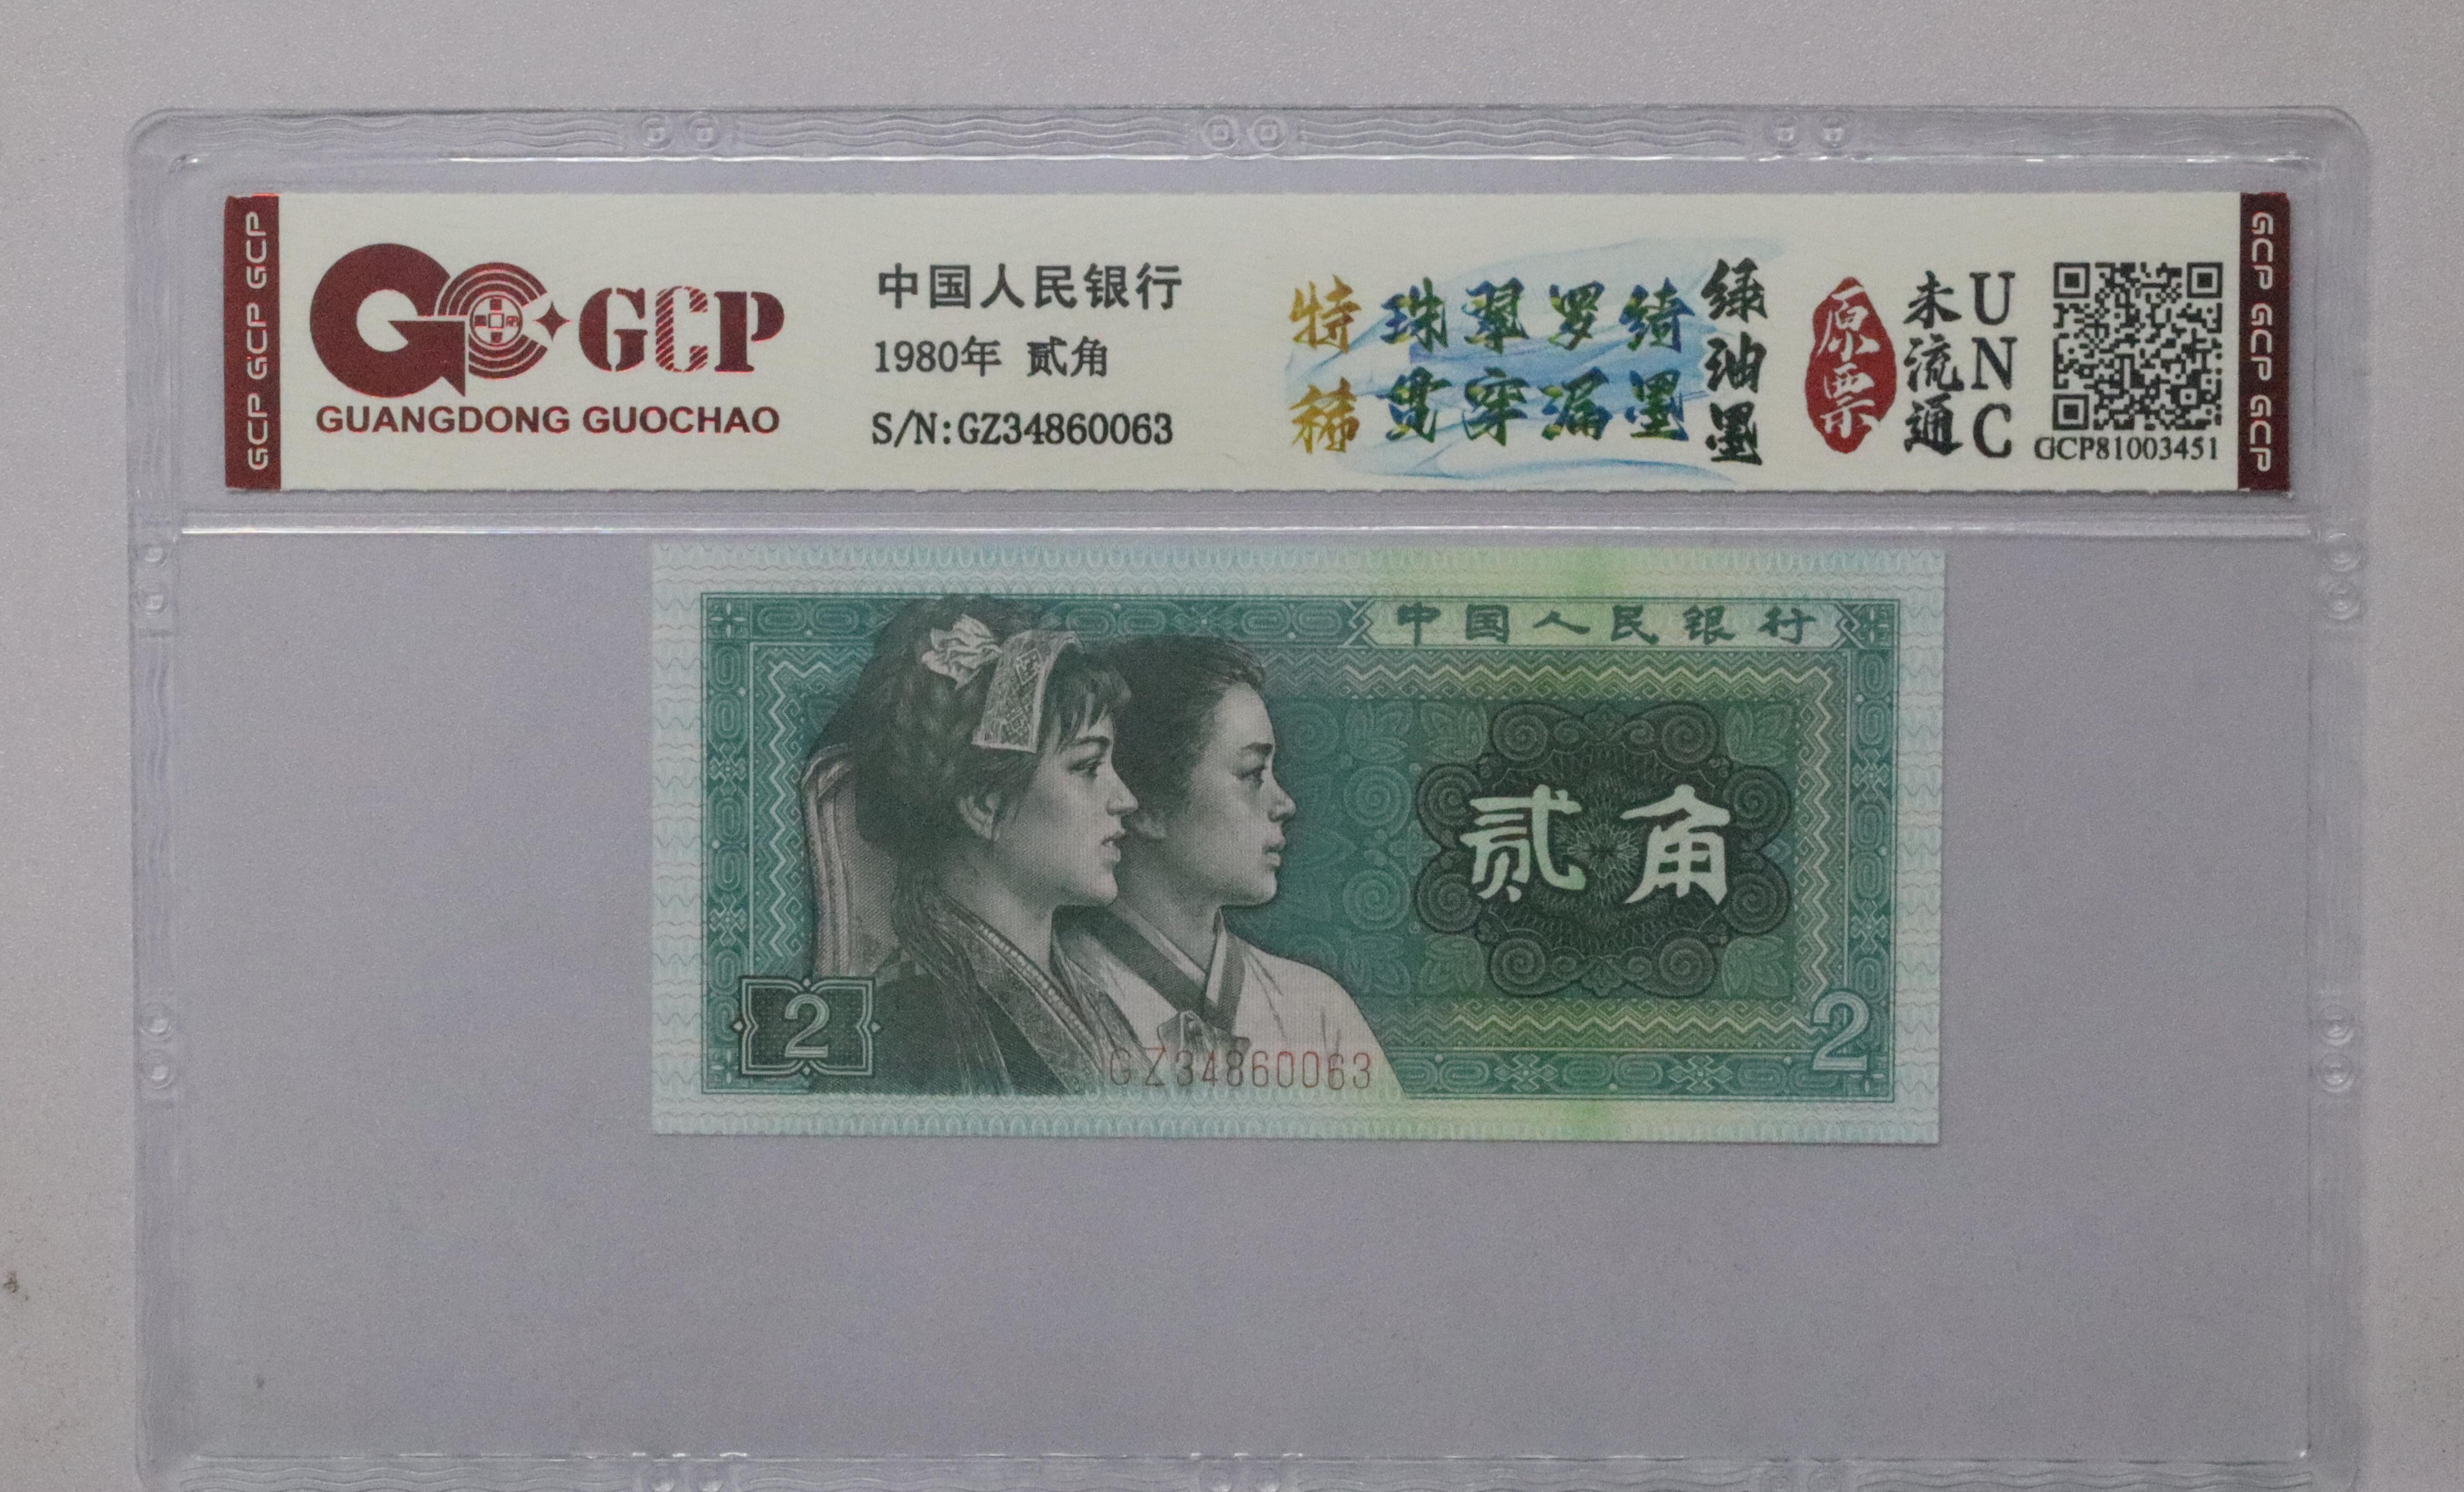 GCP GCP GCP
GCP
GUANGDONG GUOCHAO
中国人民银行
1980年 贰角
S/N:GZ34860063
特稀
珠翠罗绮
贯穿漏墨
绿油墨
原票
未流通
UNC
GCP81003451
GCP GCP GCP
中国人民银行
贰角
2
2
GZ34860063